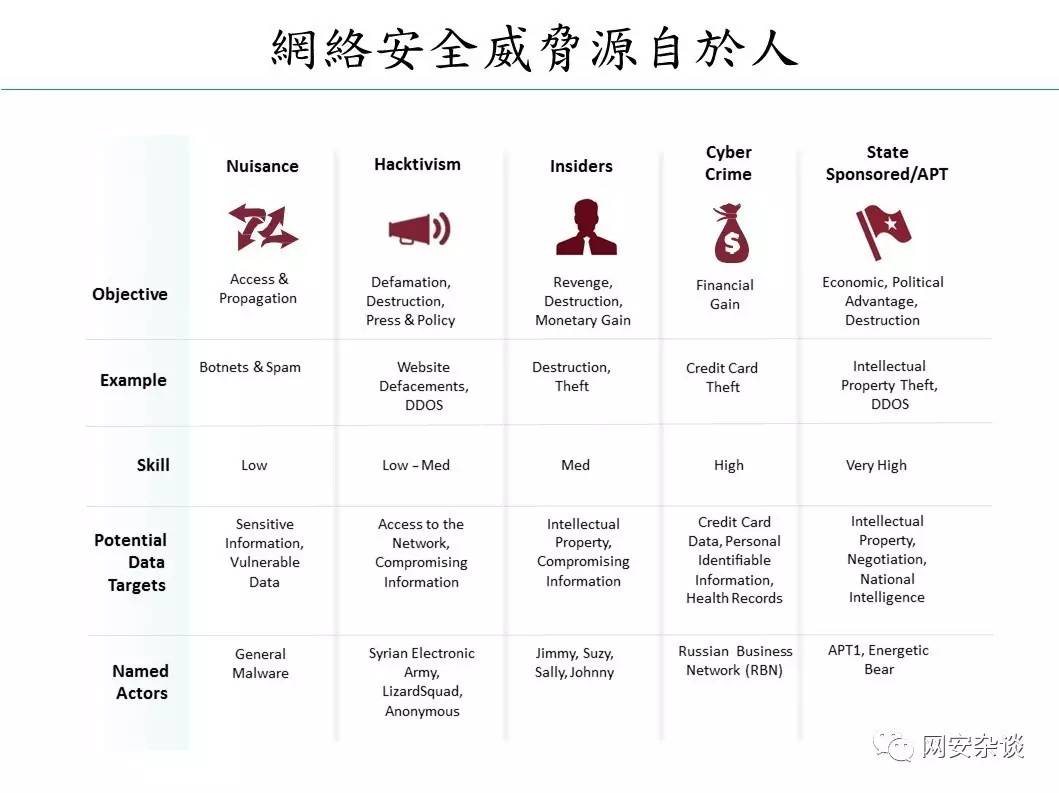 網絡安全威脅源自於人
Nuisance
Hacktivism
Insiders
Cyber
Crime
State
Sponsored/APT
$
Objective
Access &
Propagation
Defamation,
Destruction,
Press & Policy
Revenge,
Destruction,
Monetary Gain
Financial
Gain
Economic, Political
Advantage,
Destruction
Example
Botnets & Spam
Website
Defacements,
DDOS
Destruction,
Theft
Credit Card
Theft
Intellectual
Property Theft,
DDOS
Skill
Low
Low – Med
Med
High
Very High
Potential
Data
Targets
Sensitive
Information,
Vulnerable
Data
Access to the
Network,
Compromising
Information
Intellectual
Property,
Compromising
Information
Credit Card
Data, Personal
Identifiable
Information,
Health Records
Intellectual
Property,
Negotiation,
National
Intelligence
Named
Actors
General
Malware
Syrian Electronic
Army,
LizardSquad,
Anonymous
Jimmy, Suzy,
Sally, Johnny
Russian Business
Network (RBN)
APT1, Energetic
Bear
网安杂谈